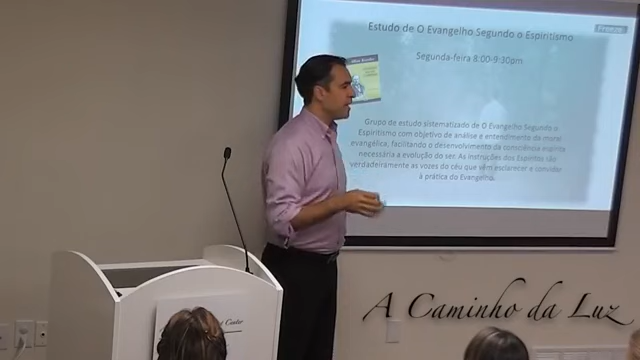 Estudo de O Evangelho Segundo o Espiritismo
Segunda-feira 8:00-9:30pm
Grupo de estudo sistematizado de O Evangelho Segundo o
Espiritismo com objetivo de análise e entendimento da moral
evangélica, facilitando o desenvolvimento da consciência espírita
necessária a evolução do ser. As instruções dos Espíritos são
verdadeiramente as vozes do céu que vêm esclarecer e convidar
à prática do Evangelho.
A Caminho da Luz
Center